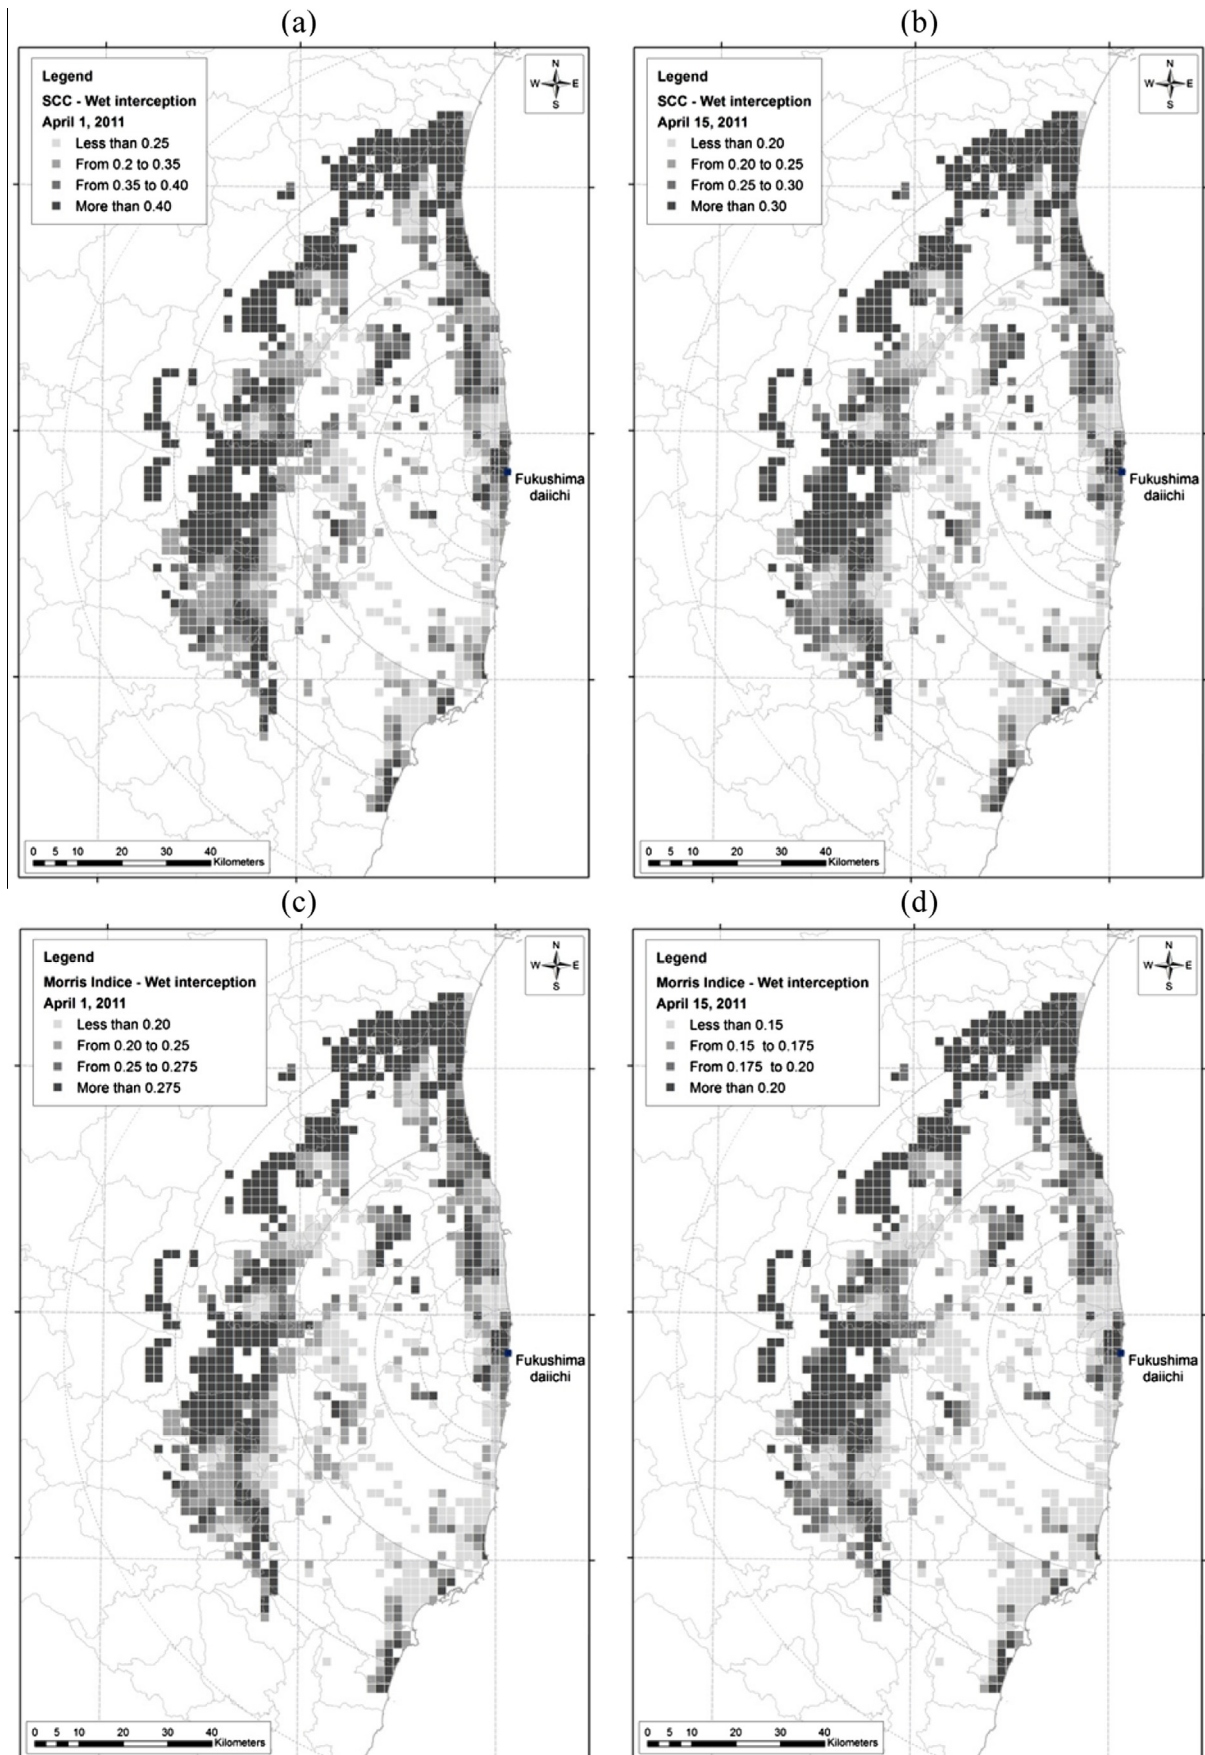 (a)
Legend
SCC - Wet interception
April 1, 2011
Less than 0.25
From 0.2 to 0.35
From 0.35 to 0.40
More than 0.40
N
W E
S
Fukushima
daiichi
0 5 10 20 30 40
Kilometers
(b)
Legend
SCC - Wet interception
April 15, 2011
Less than 0.20
From 0.20 to 0.25
From 0.25 to 0.30
More than 0.30
N
W E
S
Fukushima
daiichi
0 5 10 20 30 40
Kilometers
(c)
Legend
Morris Indice - Wet interception
April 1, 2011
Less than 0.20
From 0.20 to 0.25
From 0.25 to 0.275
More than 0.275
N
W E
S
Fukushima
daiichi
0 5 10 20 30 40
Kilometers
(d)
Legend
Morris Indice - Wet interception
April 15, 2011
Less than 0.15
From 0.15 to 0.175
From 0.175 to 0.20
More than 0.20
N
W E
S
Fukushima
daiichi
0 5 10 20 30 40
Kilometers